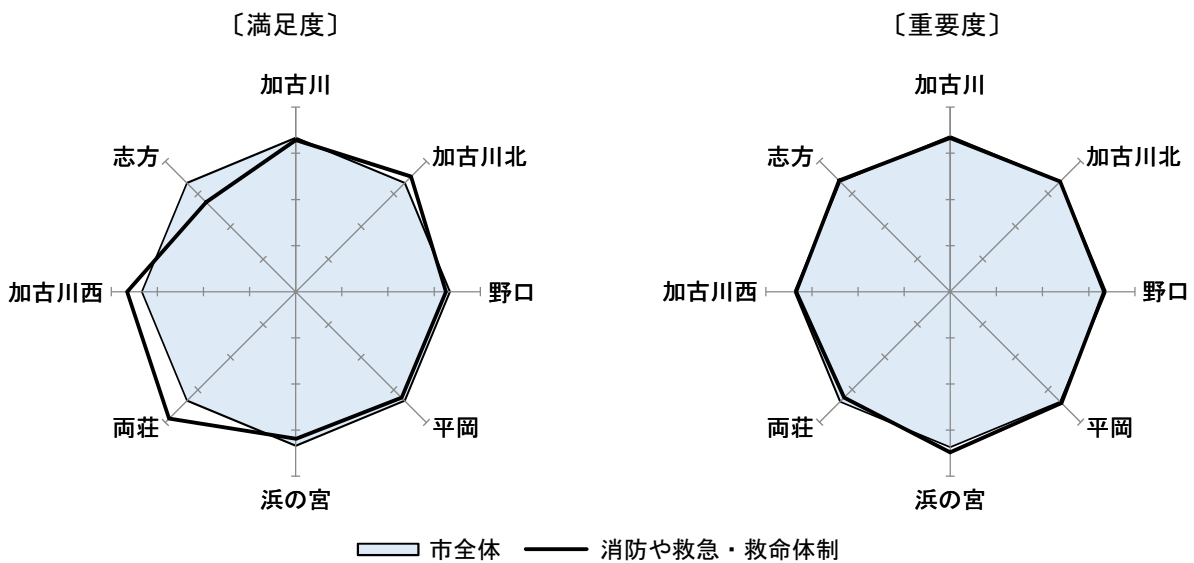 〔満足度〕
加古川
加古川北
野口
平岡
浜の宮
両荘
加古川西
志方
〔重要度〕
加古川
加古川北
野口
平岡
浜の宮
両荘
加古川西
志方
市全体
消防や救急・救命体制